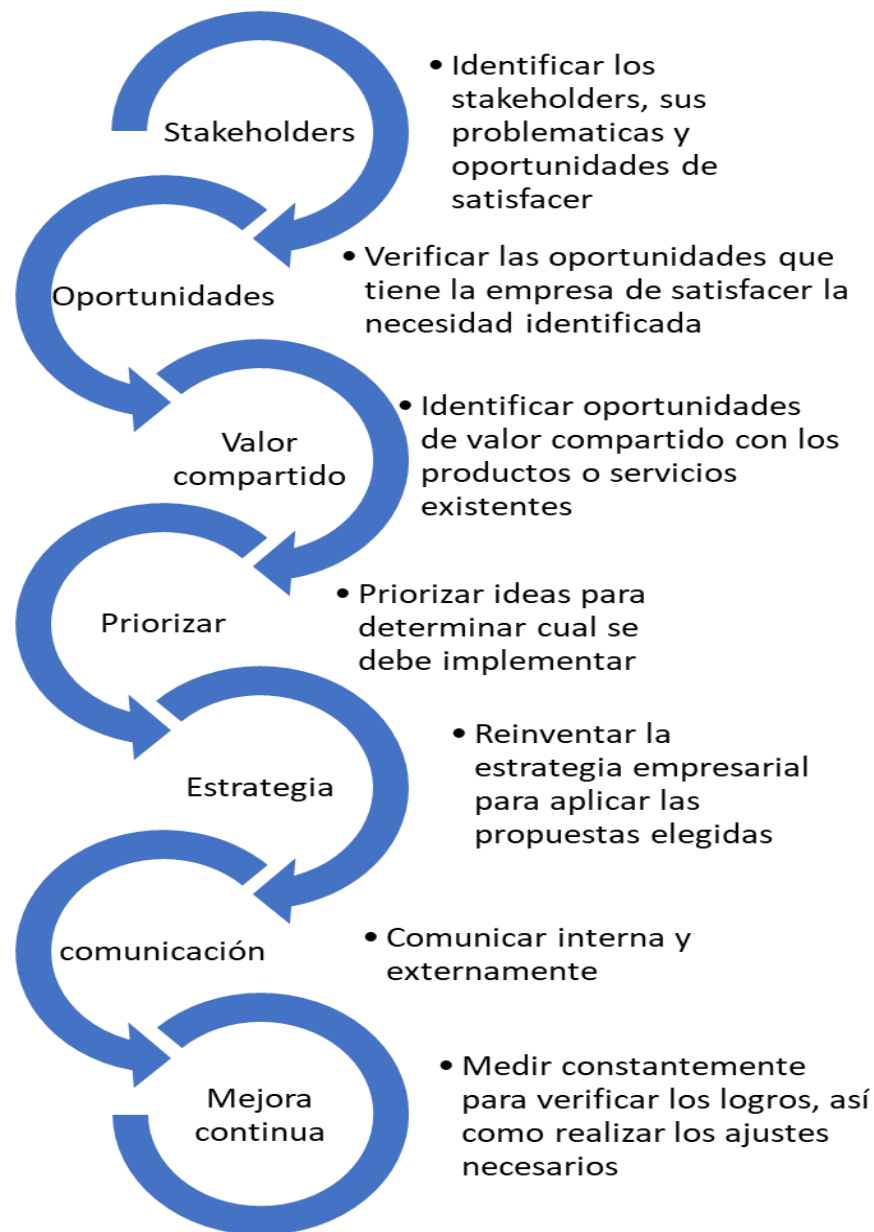 Stakeholders
• Identificar los
stakeholders, sus
problematicas y
oportunidades de
satisfacer
Oportunidades
• Verificar las oportunidades que
tiene la empresa de satisfacer la
necesidad identificada
Valor
compartido
• Identificar oportunidades
de valor compartido con los
productos o servicios
existentes
Priorizar
• Priorizar ideas para
determinar cual se
debe implementar
Estrategia
• Reinventar la
estrategia empresarial
para aplicar las
propuestas elegidas
comunicación
• Comunicar interna y
externamente
Mejora
continua
• Medir constantemente
para verificar los logros, así
como realizar los ajustes
necesarios